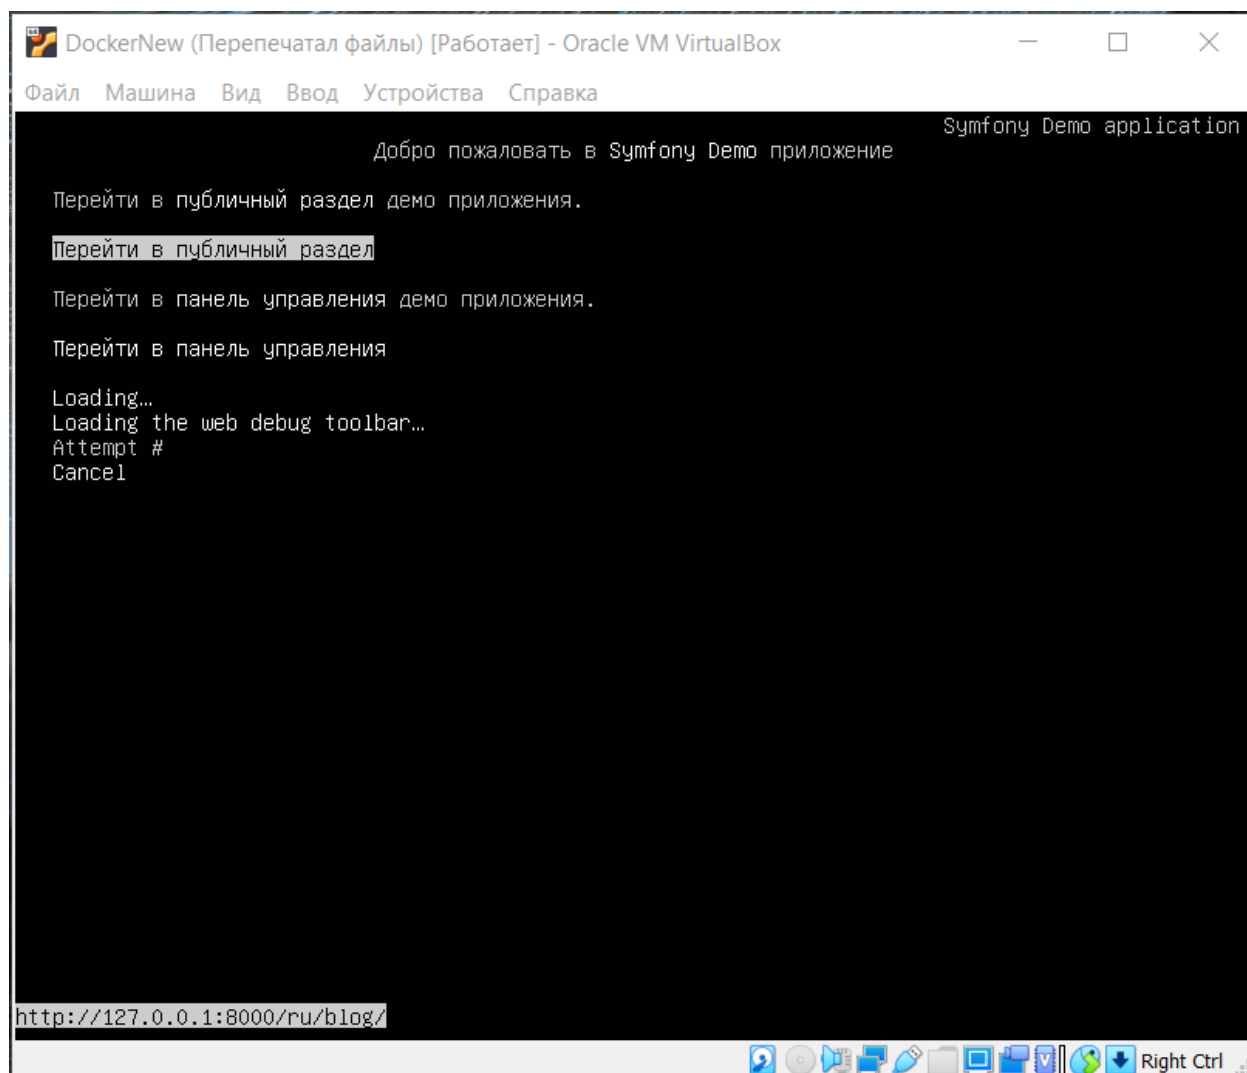 DockerNew (Перепечатал файлы) [Работает] - Oracle VM VirtualBox
Файл Машина Вид Ввод Устройства Справка
Symfony Demo application
Добро пожаловать в Symfony Demo приложение
Перейти в публичный раздел демо приложения.
Перейти в публичный раздел
Перейти в панель управления демо приложения.
Перейти в панель управления
Loading…
Loading the web debug toolbar…
Attempt #
Cancel
http://127.0.0.1:8000/ru/blog/
Right Ctrl